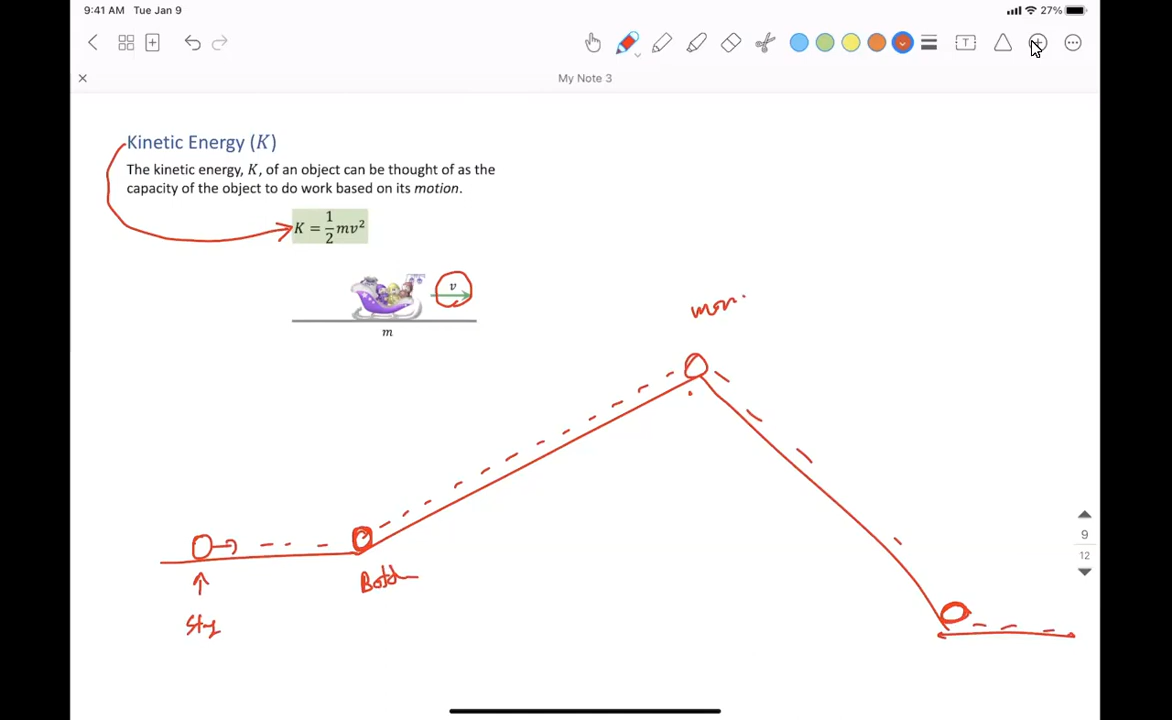 9:41 AM Tue Jan 9
27%
T
My Note 3
Kinetic Energy (K)
The kinetic energy, K, of an object can be thought of as the
capacity of the object to do work based on its motion.
K = 1/2 mv²
v
m
9
12